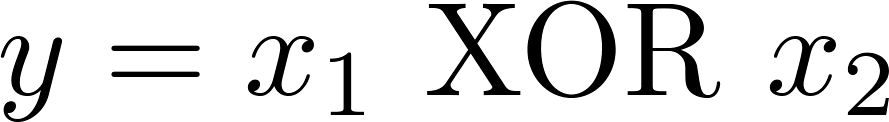 y = x₁ XOR x₂